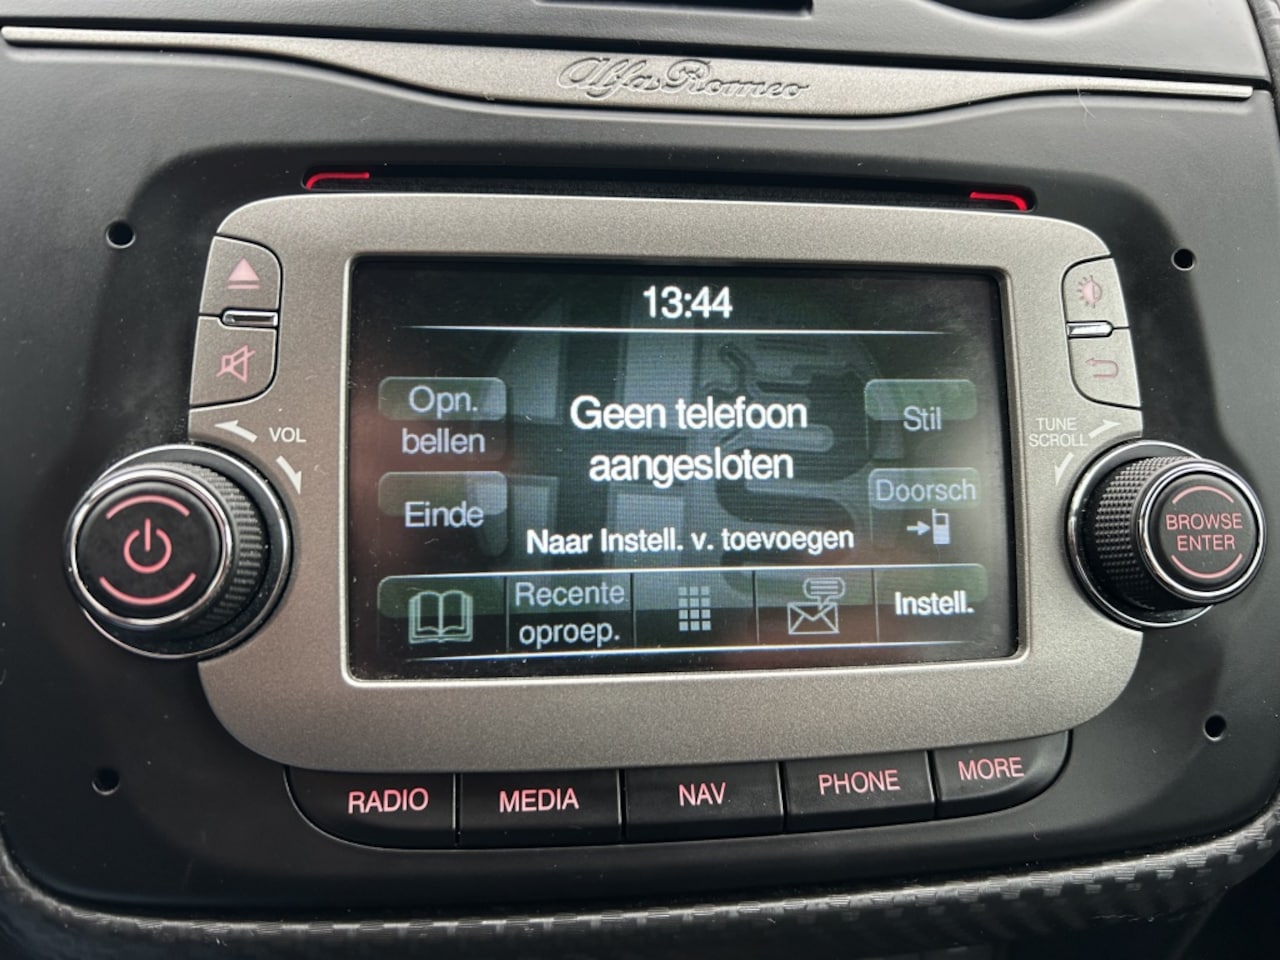 Alfa Romeo
13:44
Opn.
bellen
Geen telefoon
aangesloten
Stil
Einde
Doorsch
Naar Instell. v. toevoegen
Recente
oproep.
Instell.
VOL
TUNE
SCROLL
BROWSE
ENTER
RADIO
MEDIA
NAV
PHONE
MORE